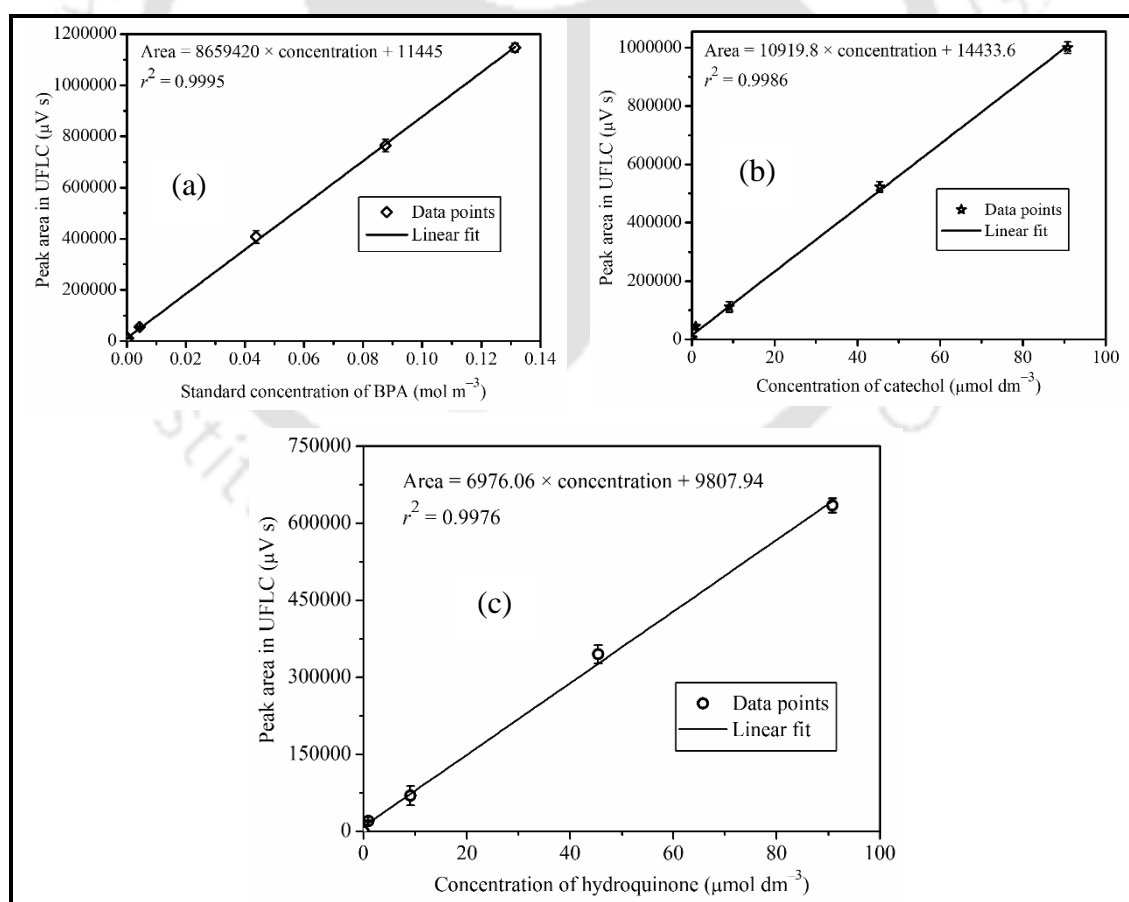 Area = 8659420 × concentration + 11445
r² = 0.9995
(a)
Data points
Linear fit
1200000
1000000
800000
600000
400000
200000
0
0.00 0.02 0.04 0.06 0.08 0.10 0.12 0.14
Peak area in UFLC (µV s)
Standard concentration of BPA (mol m⁻³)
Area = 10919.8 × concentration + 14433.6
r² = 0.9986
(b)
Data points
Linear fit
1000000
800000
600000
400000
200000
0
0 20 40 60 80 100
Peak area in UFLC (µV s)
Concentration of catechol (µmol dm⁻³)
Area = 6976.06 × concentration + 9807.94
r² = 0.9976
(c)
Data points
Linear fit
750000
600000
450000
300000
150000
0
0 20 40 60 80 100
Peak area in UFLC (µV s)
Concentration of hydroquinone (µmol dm⁻³)
stit